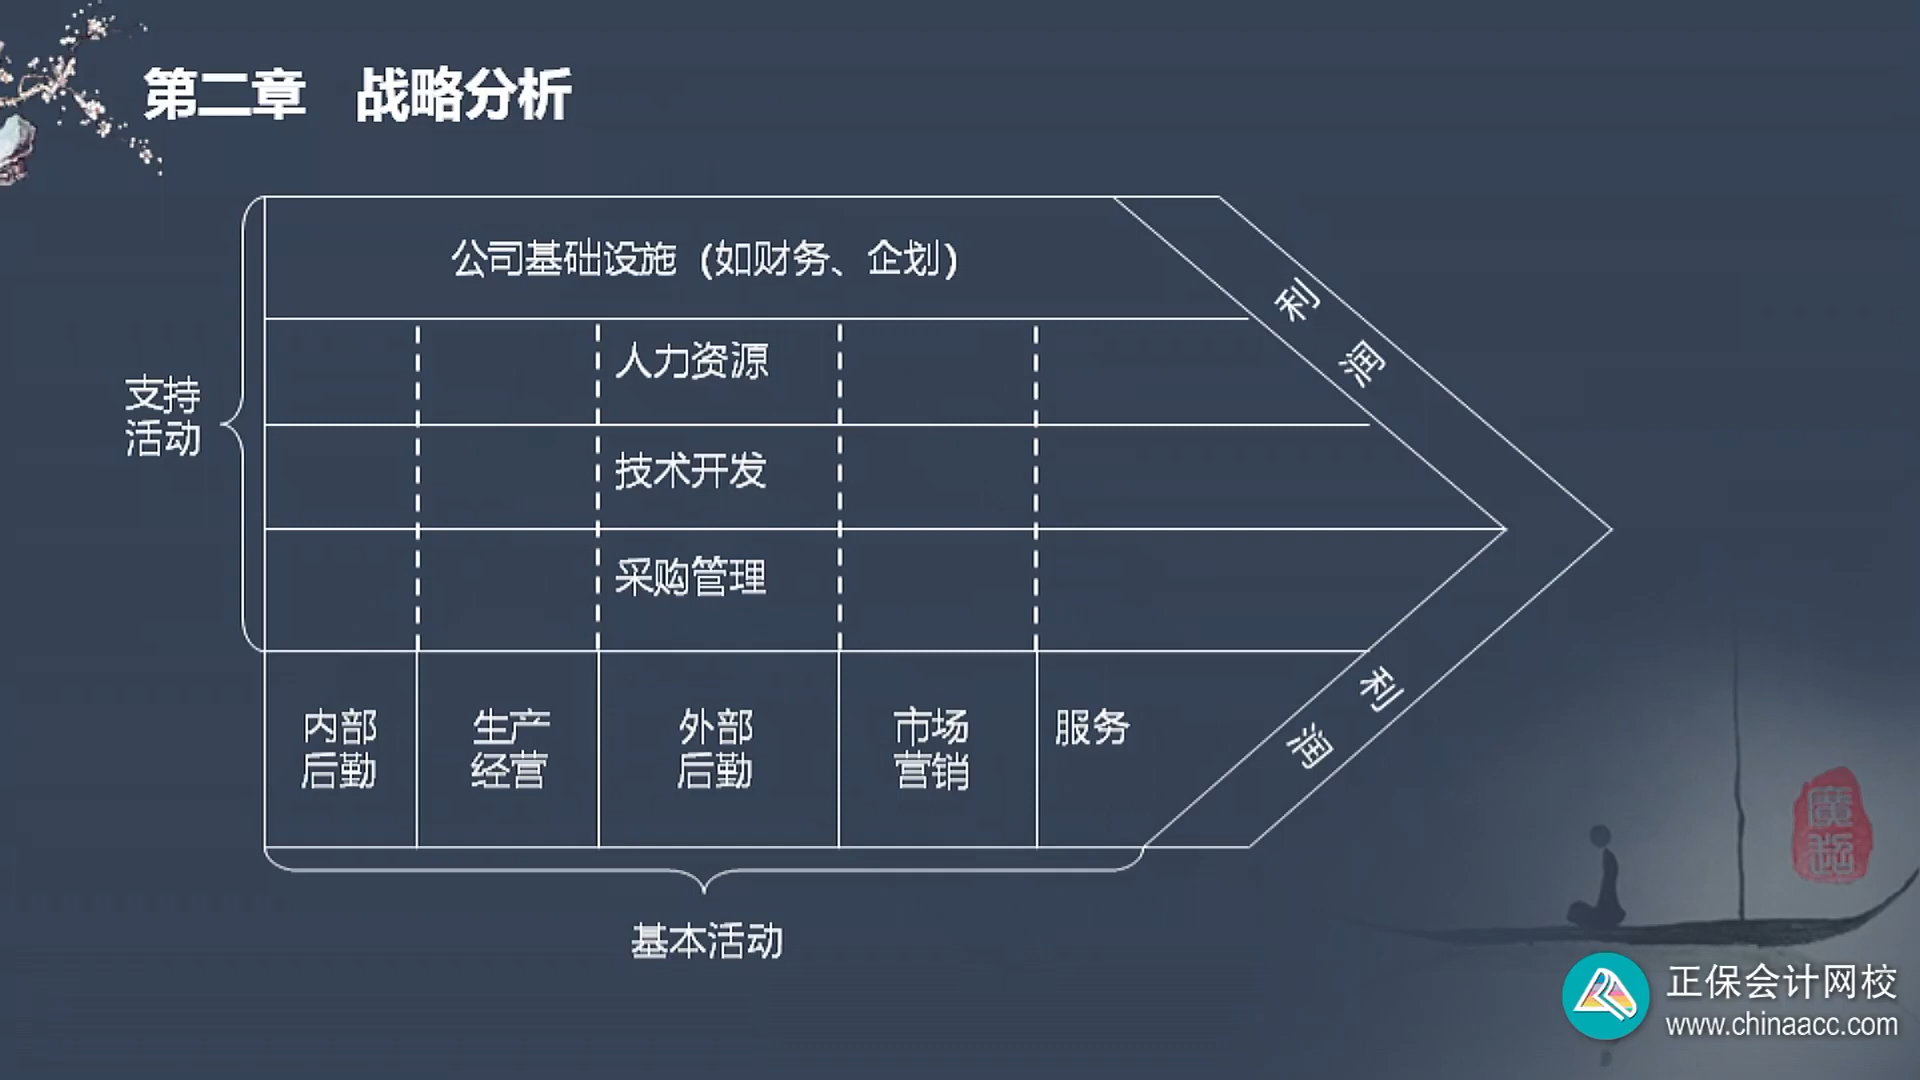 第二章 战略分析
公司基础设施（如财务、企划）
利
润
人力资源
支持
活动
技术开发
采购管理
利
润
内部
后勤
生产
经营
外部
后勤
市场
营销
服务
基本活动
正保会计网校
www.chinaacc.com